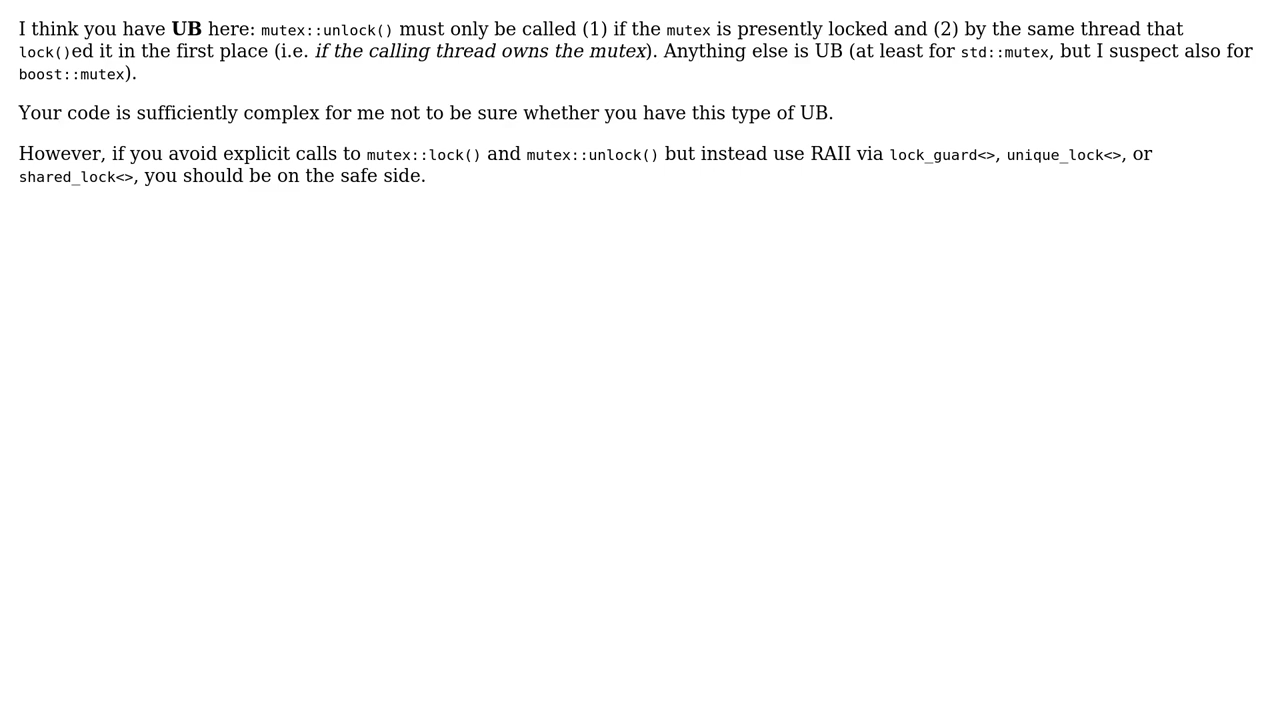 I think you have UB here: mutex::unlock() must only be called (1) if the mutex is presently locked and (2) by the same thread that
lock()ed it in the first place (i.e. if the calling thread owns the mutex). Anything else is UB (at least for std::mutex, but I suspect also for
boost::mutex).
Your code is sufficiently complex for me not to be sure whether you have this type of UB.
However, if you avoid explicit calls to mutex::lock() and mutex::unlock() but instead use RAII via lock_guard<>, unique_lock<>, or
shared_lock<>, you should be on the safe side.